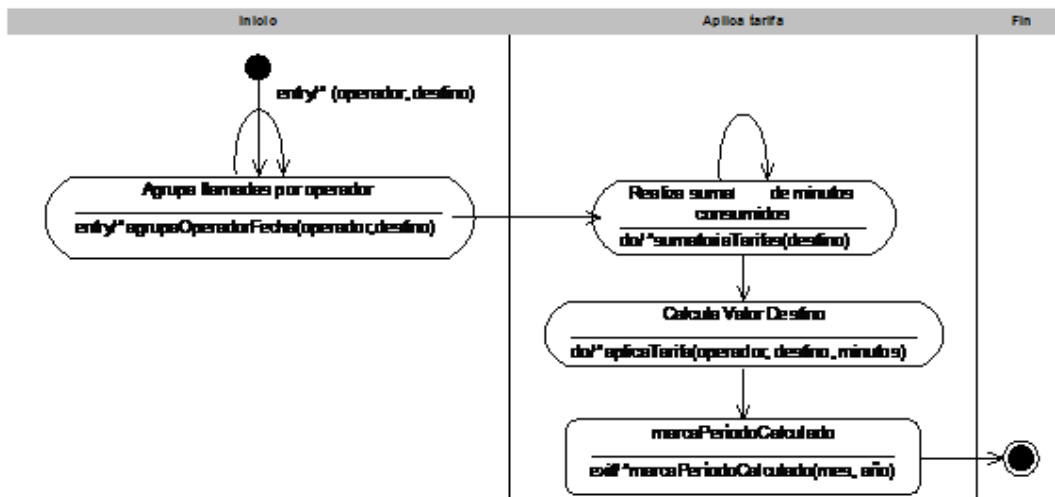 Inicio
Aplica tarifa
Fin
entry/^ (operador, destino)
Agrupa llamadas por operador
entry/^agrupaOperadorFecha(operador,destino)
Realiza suma de minutos
consumidos
do/^sumatoriaTarifas(destino)
Calcula Valor Destino
do/^aplicaTarifa(operador, destino, minutos)
marcaPeriodoCalculado
exit/^marcaPeriodoCalculado(mes, año)